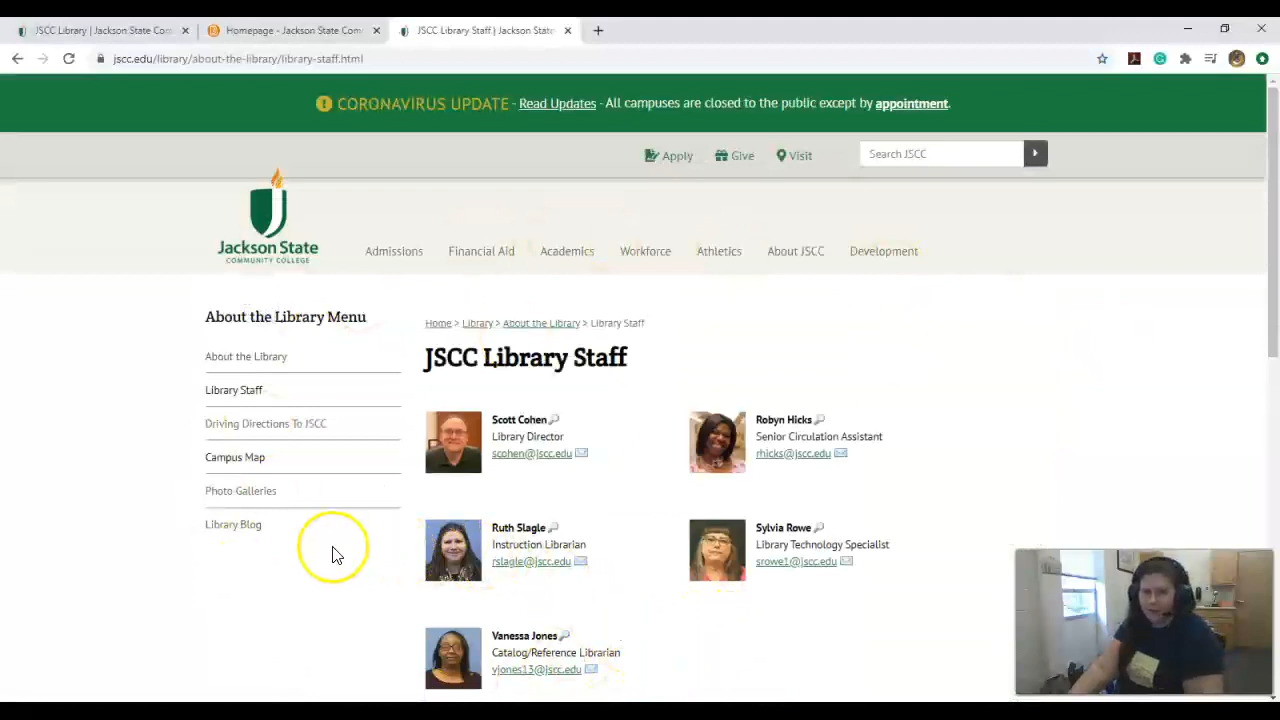 JSCC Library | Jackson State Com
Homepage - Jackson State Com
JSCC Library Staff | Jackson State
jscc.edu/library/about-the-library/library-staff.html
CORONAVIRUS UPDATE - Read Updates - All campuses are closed to the public except by appointment.
Apply
Give
Visit
Search JSCC
Jackson State
COMMUNITY COLLEGE
Admissions
Financial Aid
Academics
Workforce
Athletics
About JSCC
Development
About the Library Menu
About the Library
Library Staff
Driving Directions To JSCC
Campus Map
Photo Galleries
Library Blog
Home > Library > About the Library > Library Staff
JSCC Library Staff
Scott Cohen
Library Director
scohen@jscc.edu
Robyn Hicks
Senior Circulation Assistant
rhicks@jscc.edu
Ruth Slagle
Instruction Librarian
rslagle@jscc.edu
Sylvia Rowe
Library Technology Specialist
srowe1@jscc.edu
Vanessa Jones
Catalog/Reference Librarian
vjones13@jscc.edu